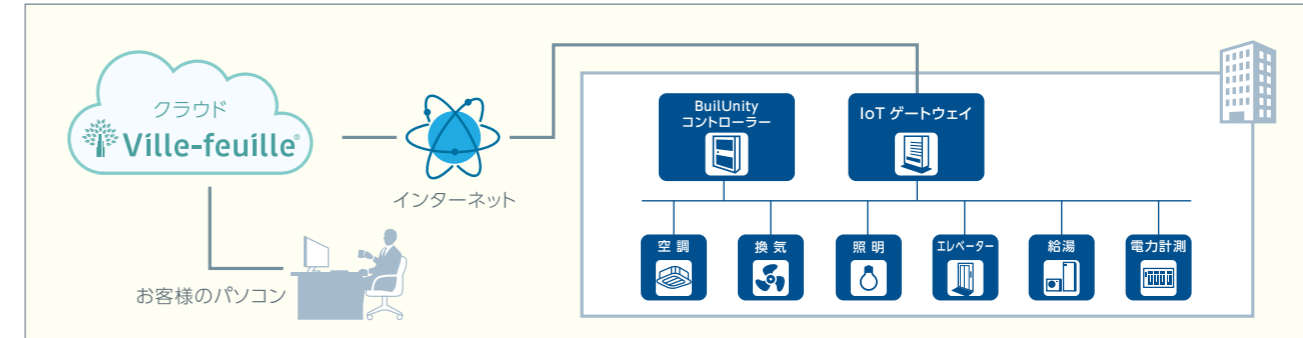 クラウド
Ville-feuille®
インターネット
お客様のパソコン
BuilUnity
コントローラー
IoT ゲートウェイ
空 調
換 気
照 明
エレベーター
給湯
電力計測